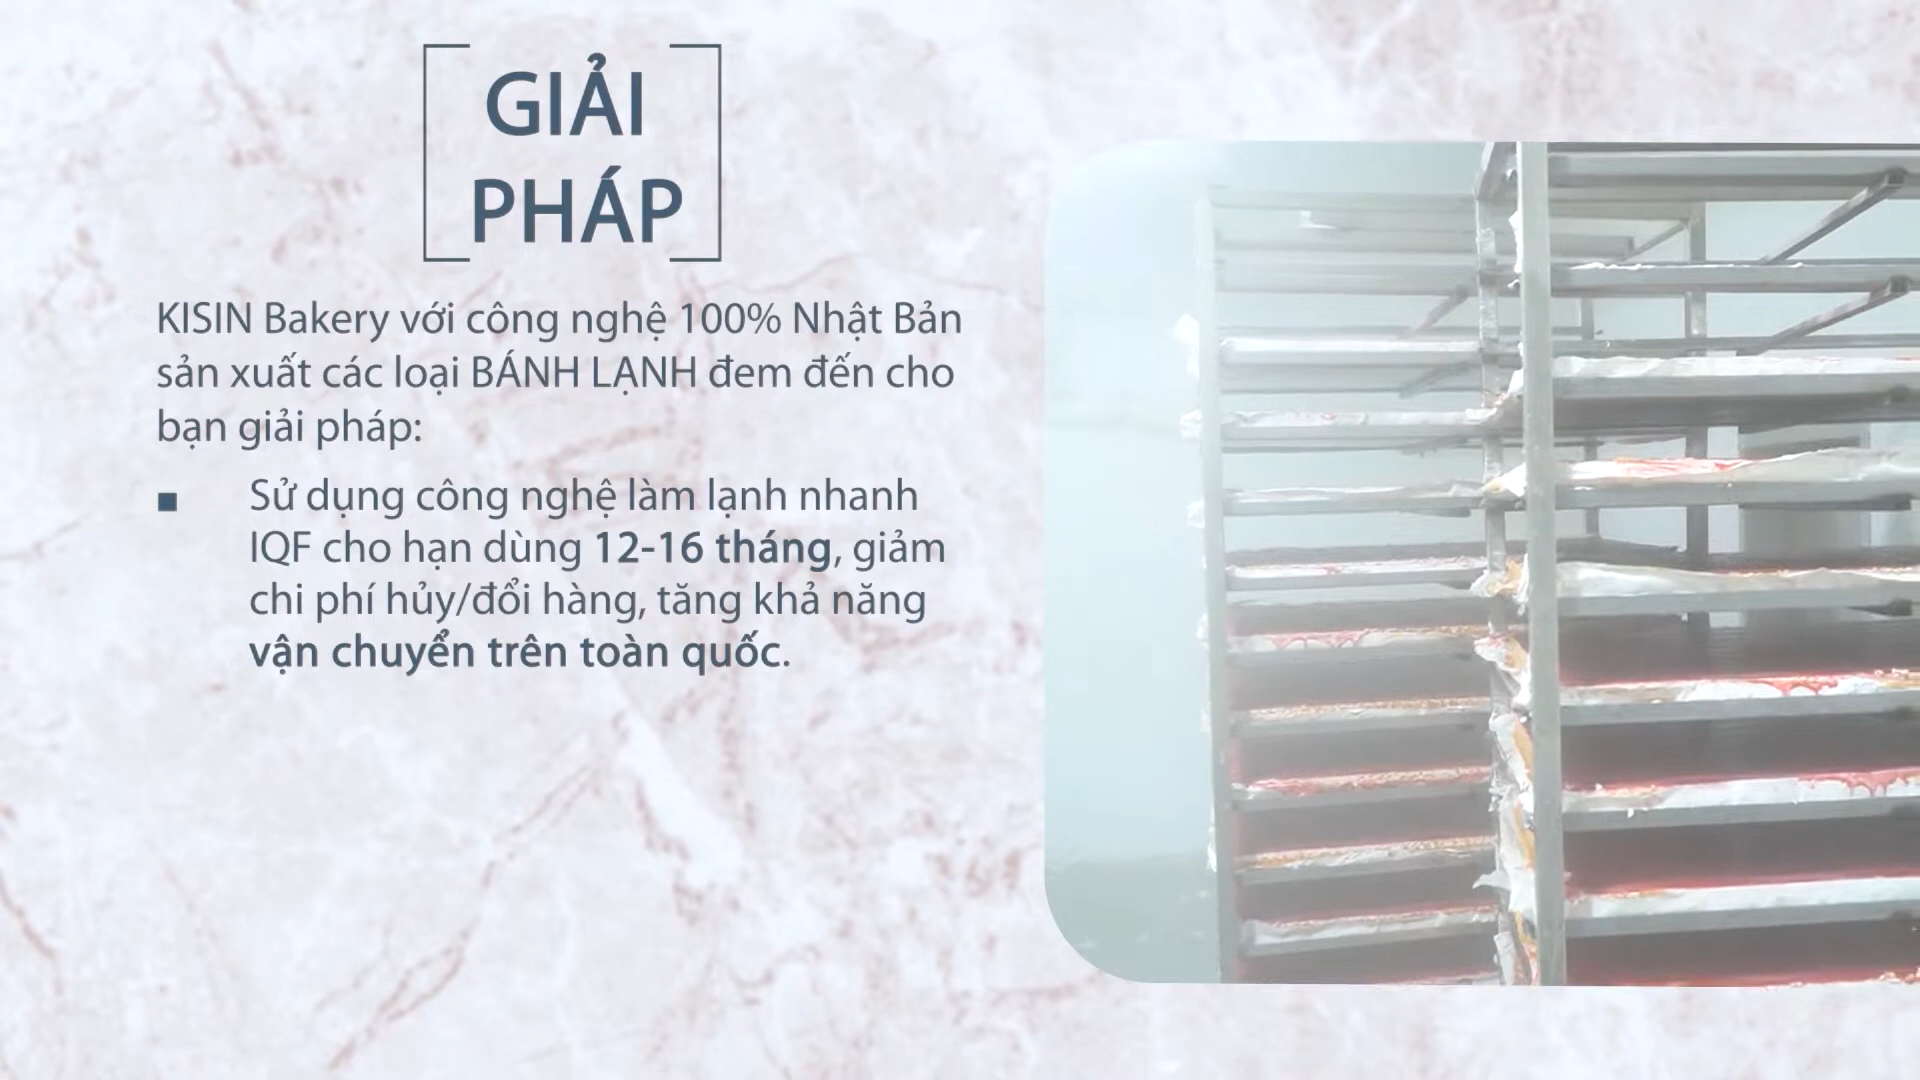 GIẢI
PHÁP
KISIN Bakery với công nghệ 100% Nhật Bản
sản xuất các loại BÁNH LẠNH đem đến cho
bạn giải pháp:
▪ Sử dụng công nghệ làm lạnh nhanh
IQF cho hạn dùng 12-16 tháng, giảm
chi phí hủy/đổi hàng, tăng khả năng
vận chuyển trên toàn quốc.